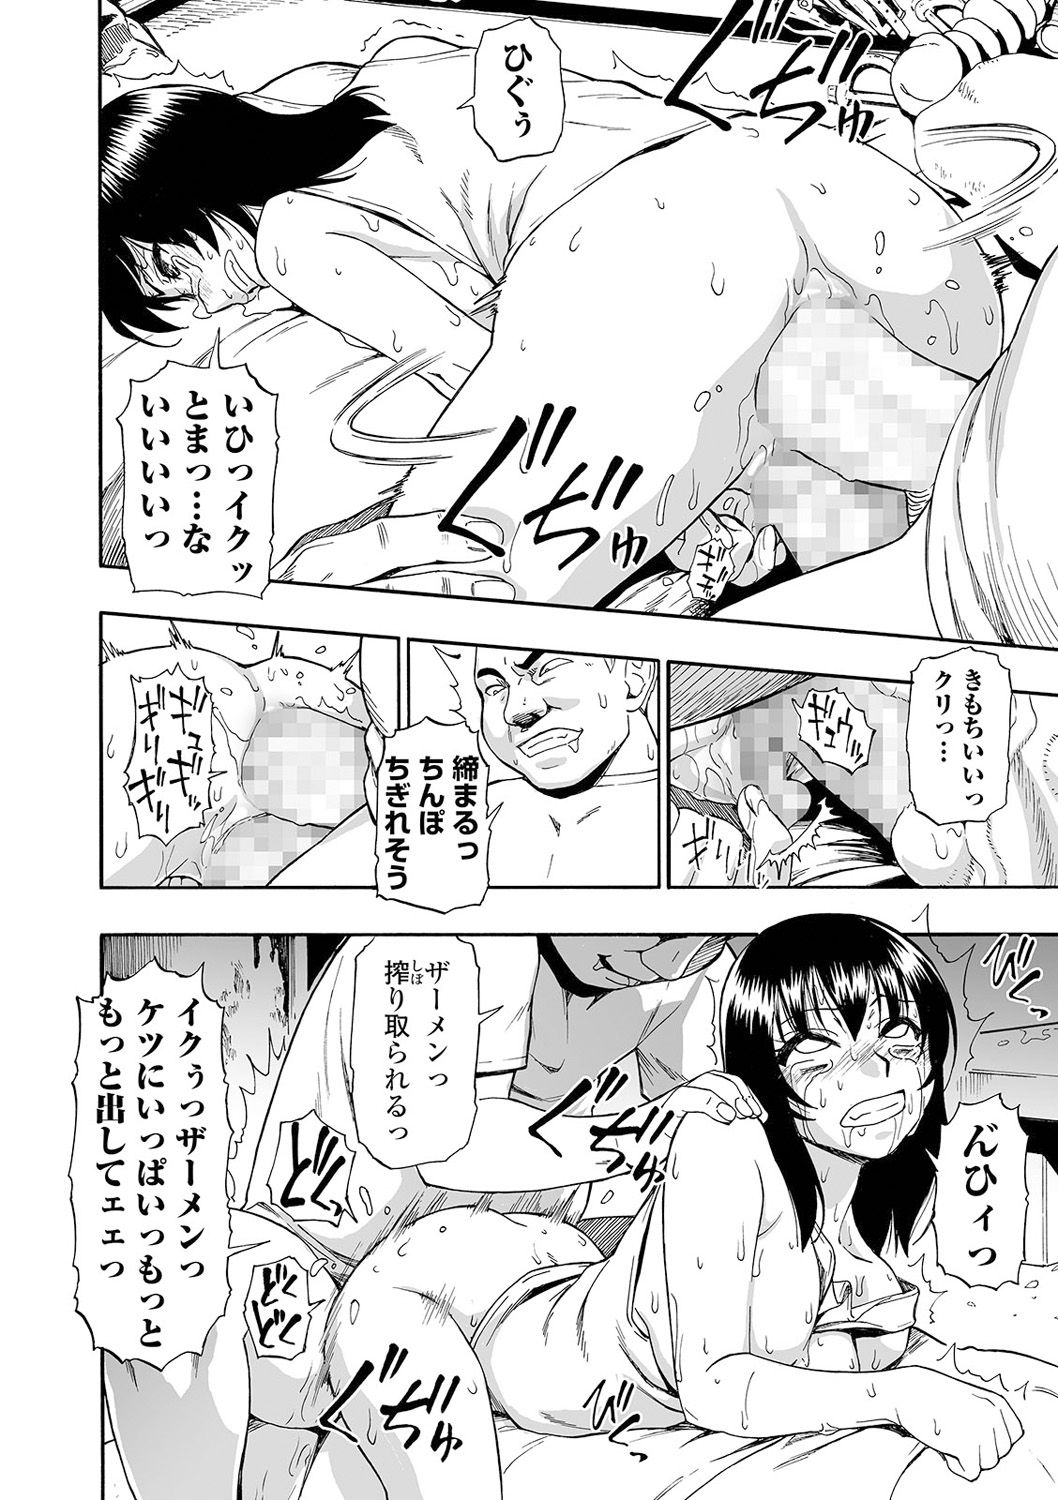 ぐぢゅ
ひぐぅ
いひっイクッ
とまっ…な
いいいいっ
ぐぢゅ
ギチュ
きもちいいっ
クリっ…
ギュウッ
締まるっ
ちんぽ
ちぎれそう
ギュッ
ギリギリ
びくっ
ザーメンっ
搾り取られるっ
しぼ
んひィっ
ぐぢゅ
どくっ
イクぅっザーメンっ
ケツにいっぱいいっもっと
もっと出してェェっ
どく
どく
ぐぢゅ
びくっ